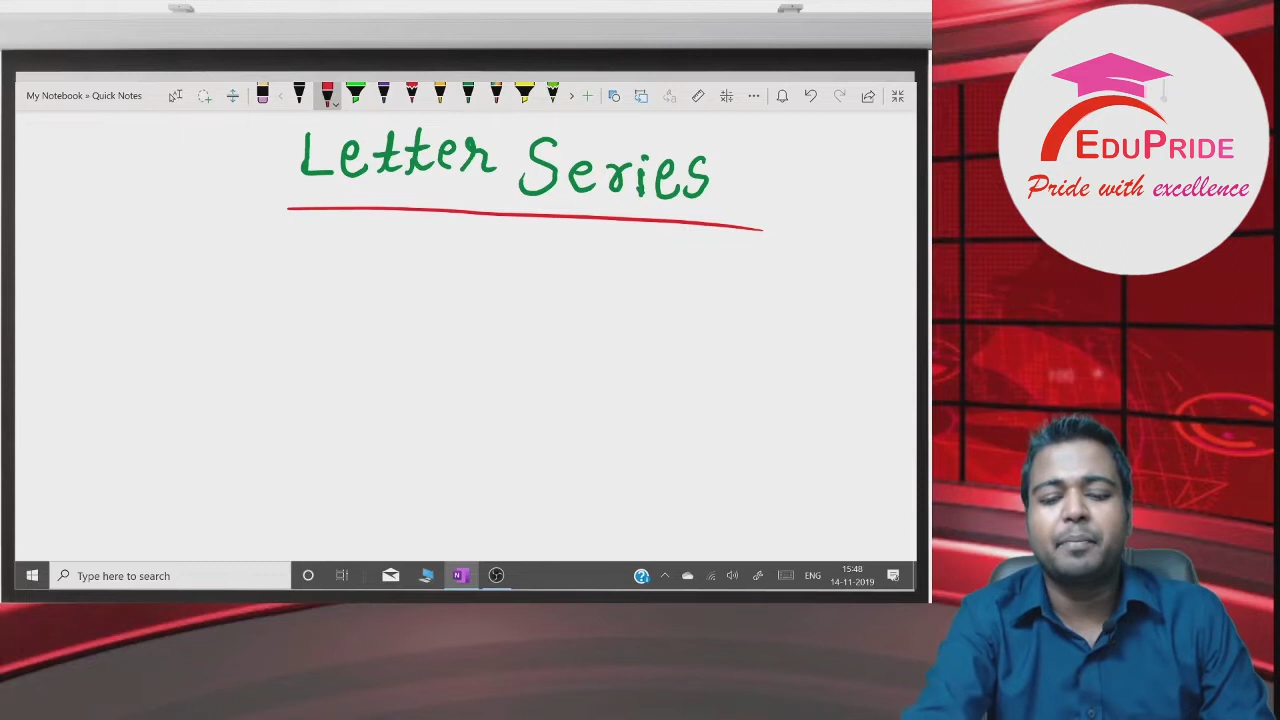 My Notebook » Quick Notes
Letter Series
EDUPRIDE
Pride with excellence
Type here to search
ENG
15:48
14-11-2019